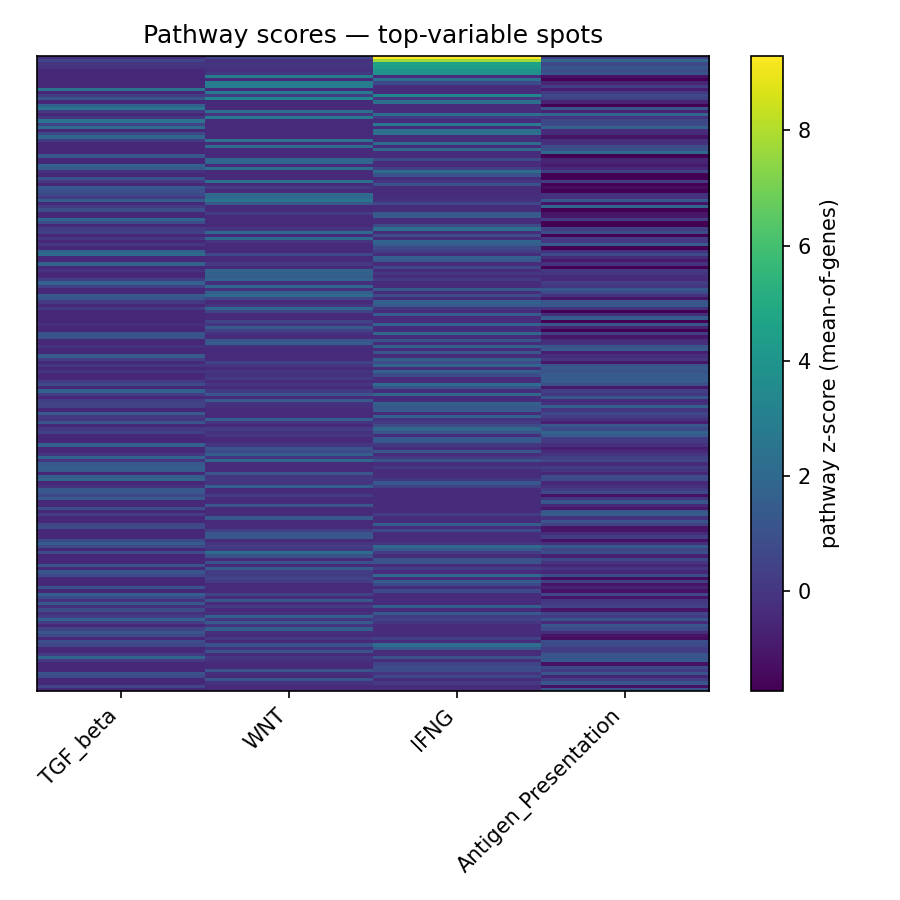 Pathway scores — top-variable spots
8
6
4
2
0
pathway z-score (mean-of-genes)
TGF_beta
WNT
IFNG
Antigen_Presentation